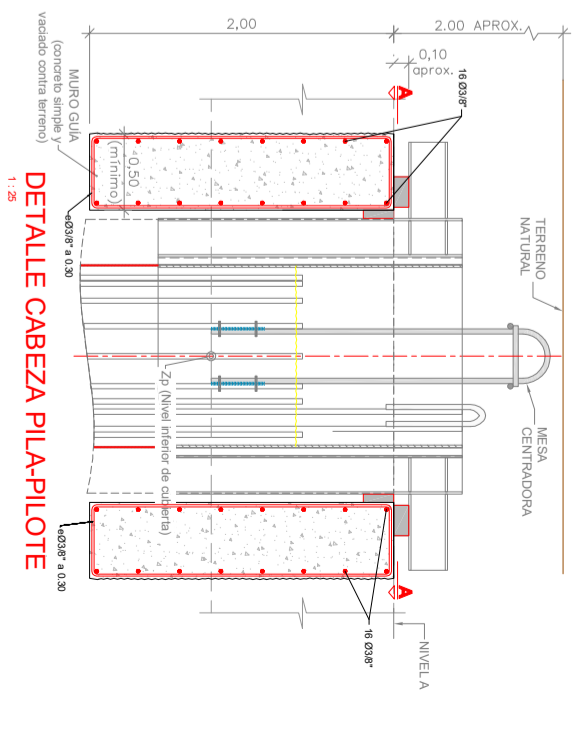 2,00
2.00 APROX.
0,10
aprox.
A
16 Ø3/8"
MURO GUIA
(concreto simple y
vaciado contra terreno)
0,50
(mínimo)
eØ3/8" a 0.30
TERRENO
NATURAL
MESA
CENTRADORA
Zp (Nivel inferior de cubierta)
DETALLE CABEZA PILA-PILOTE
1 : 25
eØ3/8" a 0.30
16 Ø3/8"
A
NIVEL A